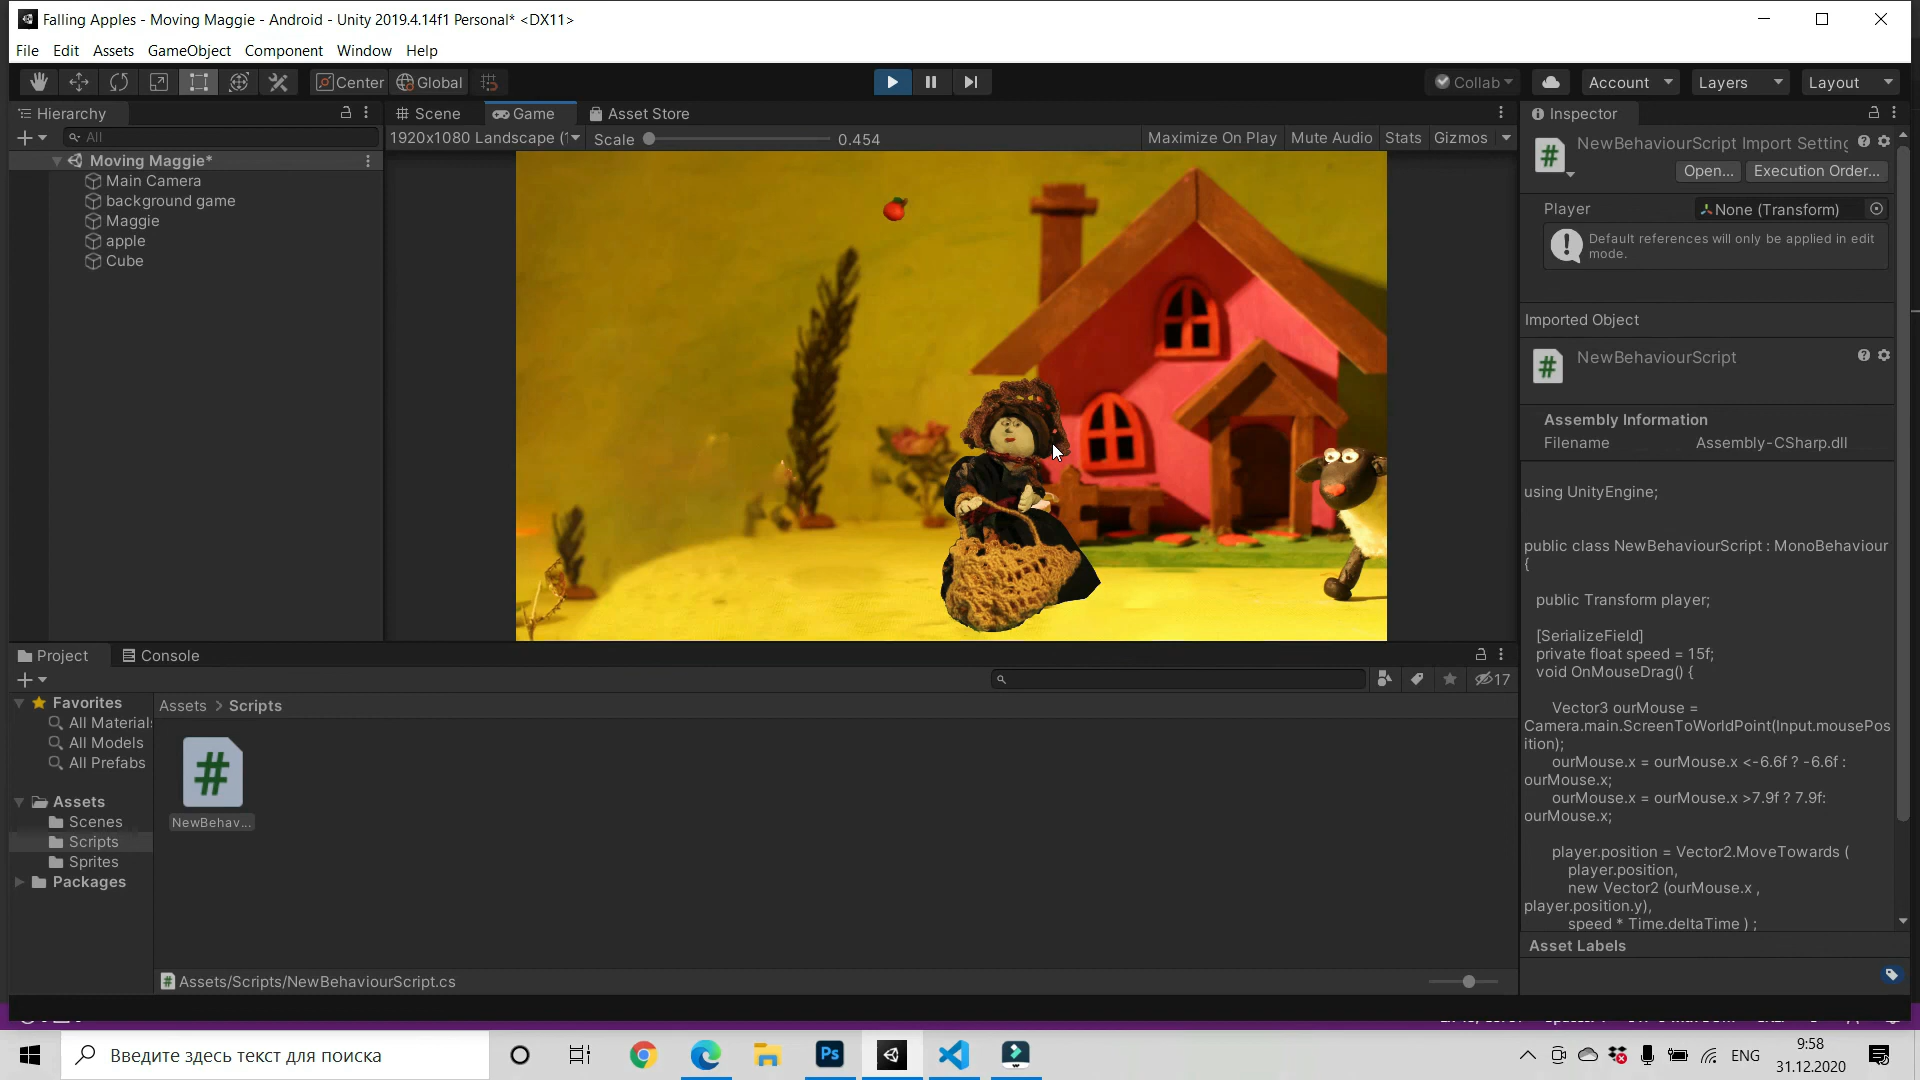 Falling Apples - Moving Maggie - Android - Unity 2019.4.14f1 Personal* <DX11>
File Edit Assets GameObject Component Window Help
Center Global Collab Account Layers Layout
Hierarchy
All
Moving Maggie*
Main Camera
background game
Maggie
apple
Cube
Scene Game Asset Store
1920x1080 Landscape (1 Scale 0.454 Maximize On Play Mute Audio Stats Gizmos
Inspector
NewBehaviourScript Import Setting
Open... Execution Order...
Player None (Transform)
Default references will only be applied in edit
mode.
Imported Object
NewBehaviourScript
Assembly Information
Filename Assembly-CSharp.dll
using UnityEngine;
public class NewBehaviourScript : MonoBehaviour
{
public Transform player;
[SerializeField]
private float speed = 15f;
void OnMouseDrag() {
Vector3 ourMouse =
Camera.main.ScreenToWorldPoint(Input.mousePos
ition);
ourMouse.x = ourMouse.x <-6.6f ? -6.6f :
ourMouse.x;
ourMouse.x = ourMouse.x >7.9f ? 7.9f:
ourMouse.x;
player.position = Vector2.MoveTowards (
player.position,
new Vector2 (ourMouse.x ,
player.position.y),
speed * Time.deltaTime ) ;
Asset Labels
Project Console
17
Favorites
All Materials
All Models
All Prefabs
Assets
Scenes
Scripts
Sprites
Packages
Assets > Scripts
#
NewBehav...
Assets/Scripts/NewBehaviourScript.cs
Введите здесь текст для поиска
Ps
ENG
9:58
31.12.2020